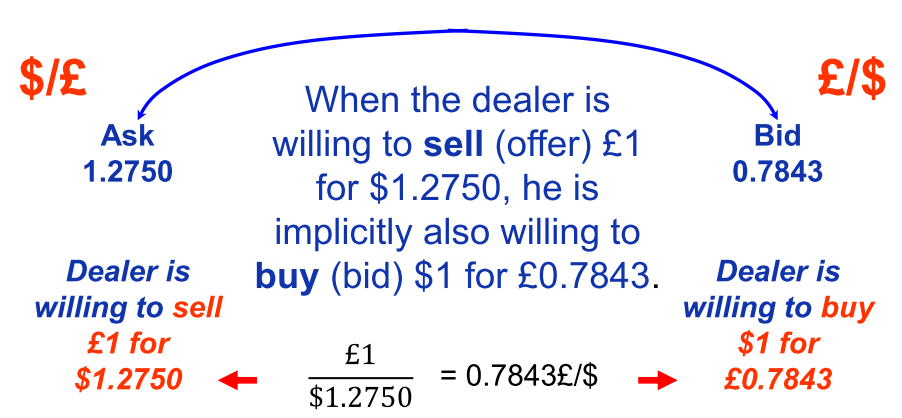 $/£
£/$
Ask
1.2750
When the dealer is
willing to sell (offer) £1
for $1.2750, he is
implicitly also willing to
buy (bid) $1 for £0.7843.
Bid
0.7843
Dealer is
willing to sell
£1 for
$1.2750
£1
$1.2750
= 0.7843£/$
Dealer is
willing to buy
$1 for
£0.7843